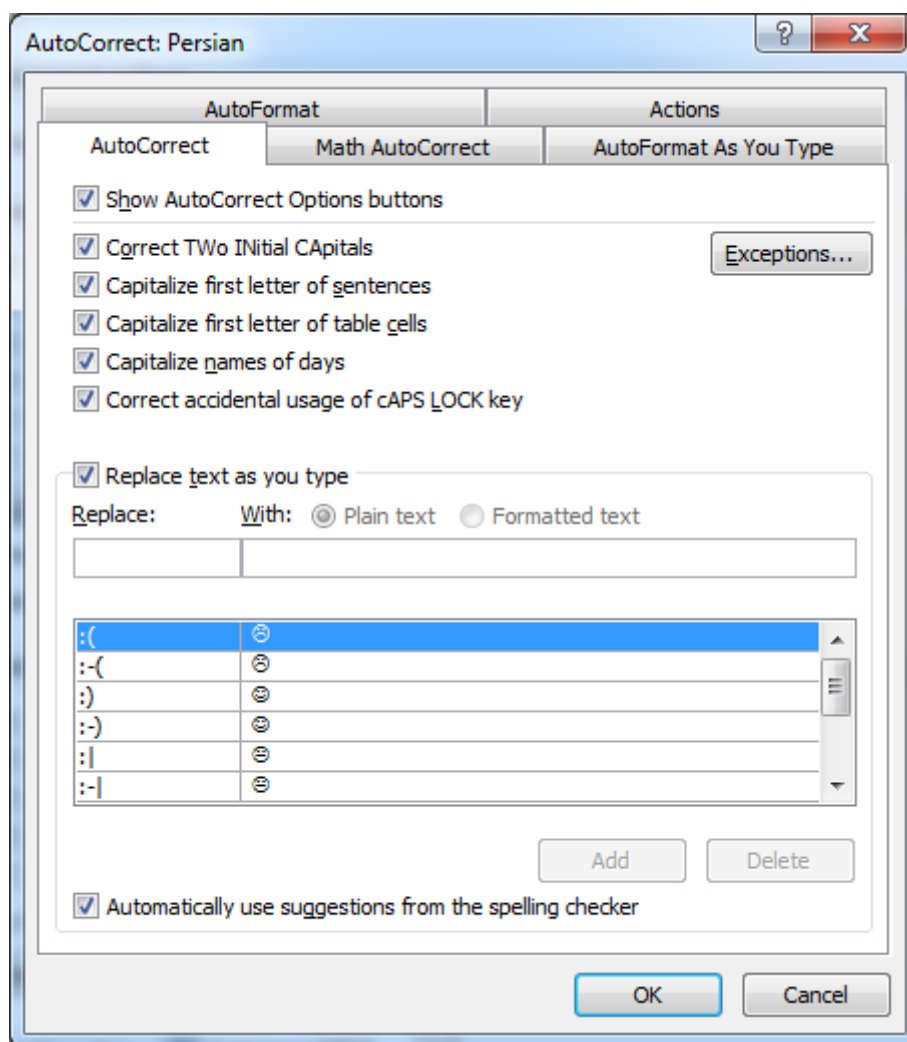 AutoCorrect: Persian
AutoFormat Actions
AutoCorrect Math AutoCorrect AutoFormat As You Type
Show AutoCorrect Options buttons
Correct TWo INitial CApitals Exceptions...
Capitalize first letter of sentences
Capitalize first letter of table cells
Capitalize names of days
Correct accidental usage of cAPS LOCK key
Replace text as you type
Replace: With: Plain text Formatted text
:( ☹
:-( ☹
:) ☺
:-) ☺
:| 😐
:-| 😐
Add Delete
Automatically use suggestions from the spelling checker
OK Cancel